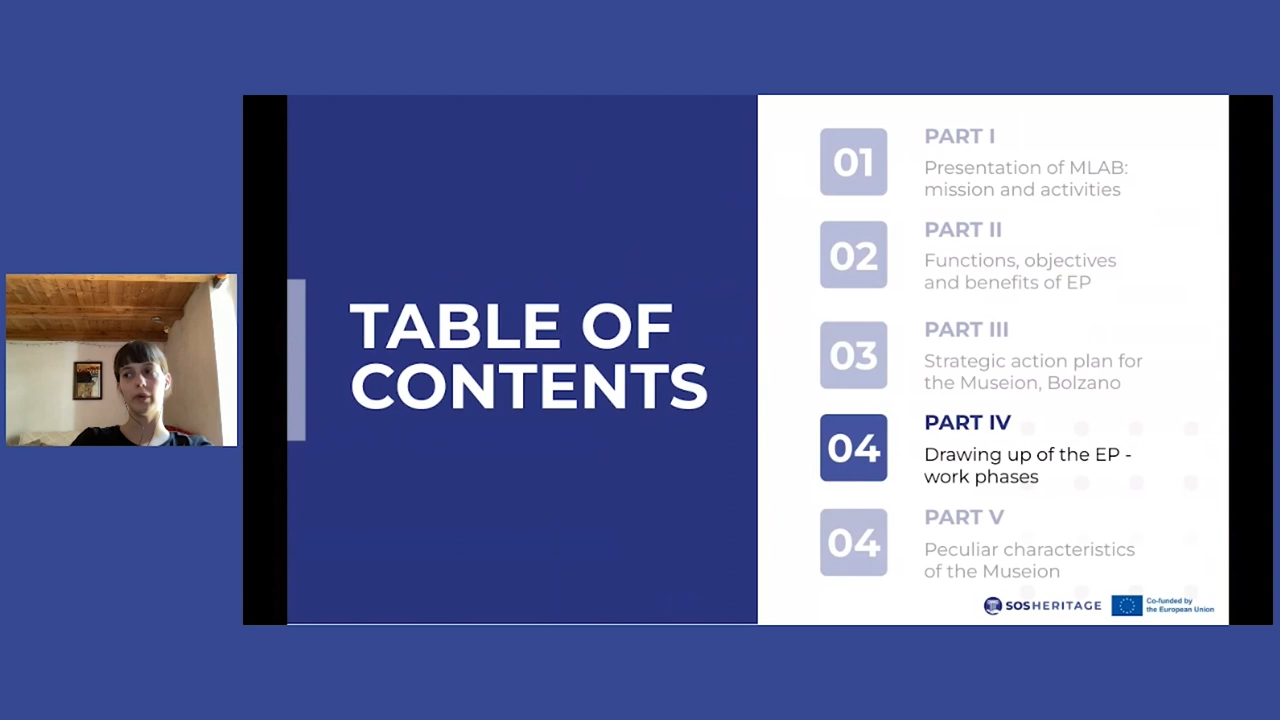 TABLE OF
CONTENTS
01
PART I
Presentation of MLAB:
mission and activities
02
PART II
Functions, objectives
and benefits of EP
03
PART III
Strategic action plan for
the Museion, Bolzano
04
PART IV
Drawing up of the EP -
work phases
04
PART V
Peculiar characteristics
of the Museion
SOSHERITAGE
Co-funded by
the European Union